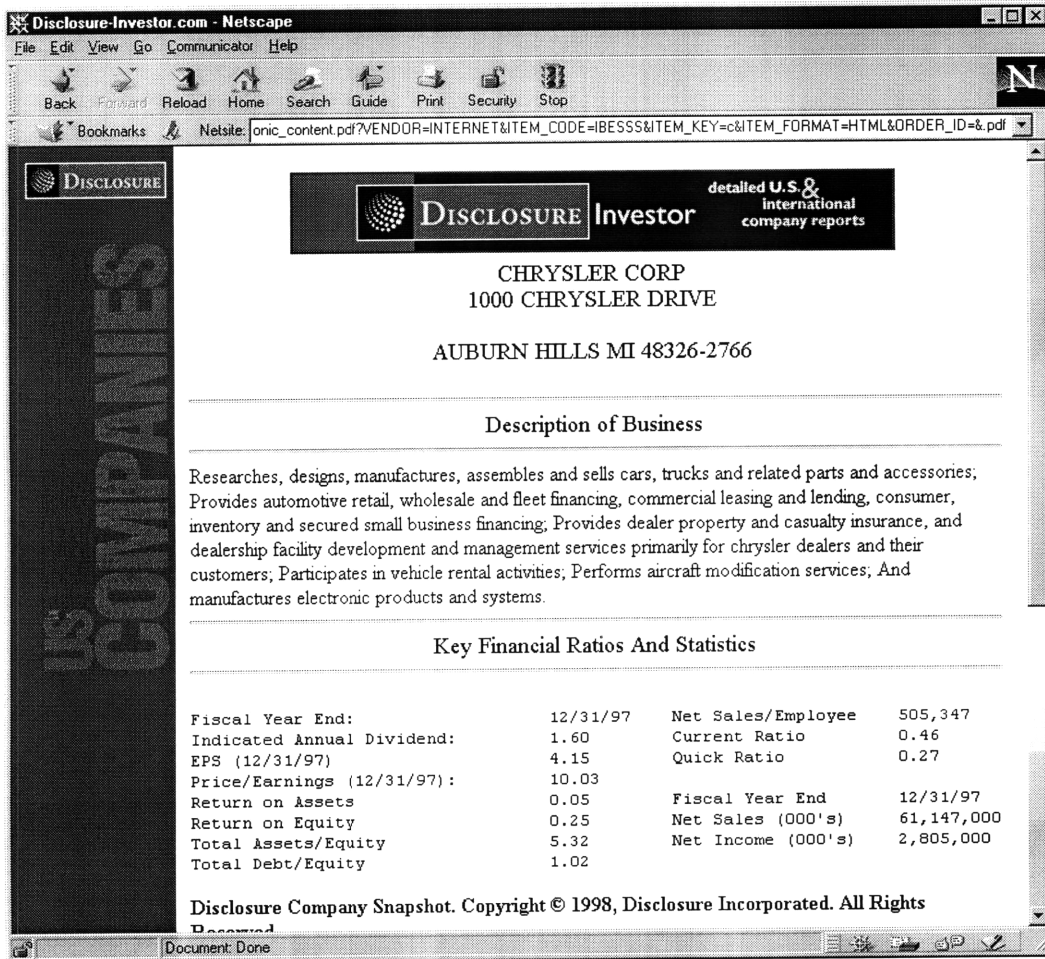 Disclosure-Investor.com - Netscape
File Edit View Go Communicator Help
Back Forward Reload Home Search Guide Print Security Stop
N
Bookmarks Netsite: onic_content.pdf?VENDOR=INTERNET&ITEM_CODE=IBESSS&ITEM_KEY=c&ITEM_FORMAT=HTML&ORDER_ID=&.pdf
DISCLOSURE
US COMPANIES
DISCLOSURE Investor
detailed U.S. &
international
company reports
CHRYSLER CORP
1000 CHRYSLER DRIVE
AUBURN HILLS MI 48326-2766
Description of Business
Researches, designs, manufactures, assembles and sells cars, trucks and related parts and accessories;
Provides automotive retail, wholesale and fleet financing, commercial leasing and lending, consumer,
inventory and secured small business financing; Provides dealer property and casualty insurance, and
dealership facility development and management services primarily for chrysler dealers and their
customers; Participates in vehicle rental activities; Performs aircraft modification services; And
manufactures electronic products and systems.
Key Financial Ratios And Statistics
Fiscal Year End: 12/31/97 Net Sales/Employee 505,347
Indicated Annual Dividend: 1.60 Current Ratio 0.46
EPS (12/31/97) 4.15 Quick Ratio 0.27
Price/Earnings (12/31/97): 10.03
Return on Assets 0.05 Fiscal Year End 12/31/97
Return on Equity 0.25 Net Sales (000's) 61,147,000
Total Assets/Equity 5.32 Net Income (000's) 2,805,000
Total Debt/Equity 1.02
Disclosure Company Snapshot. Copyright © 1998, Disclosure Incorporated. All Rights
Reserved
Document: Done